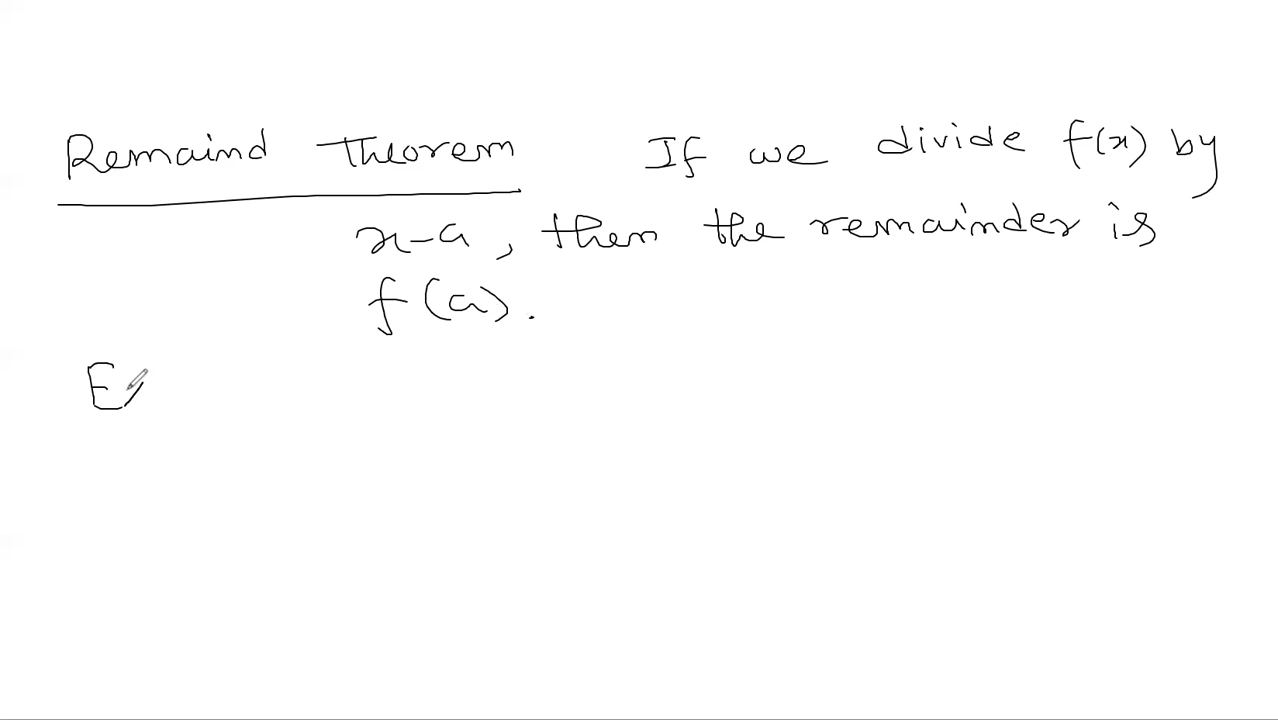 Remaind Theorem If we divide f(x) by
x-a, then the remainder is
f(a).
E